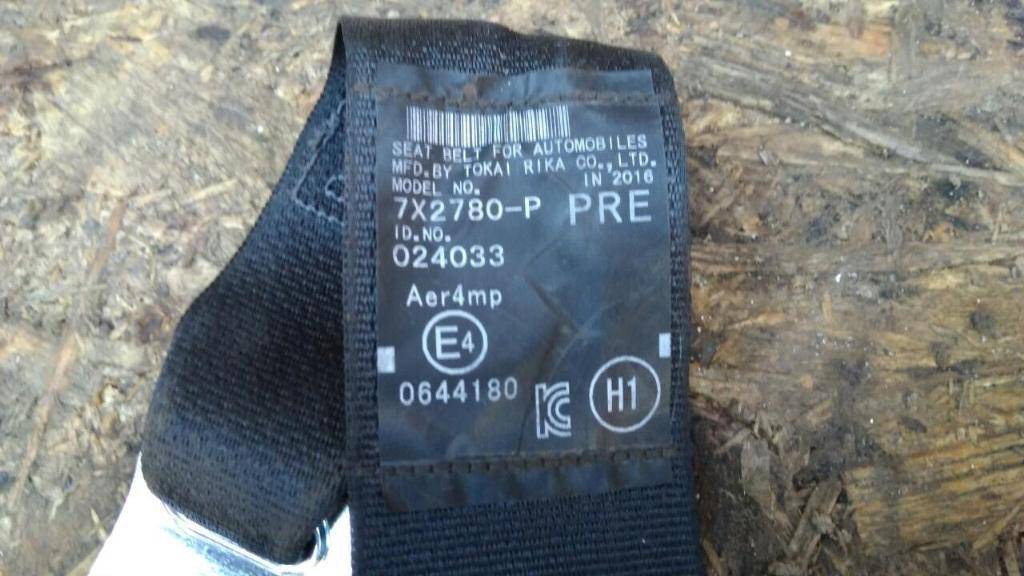 SEAT BELT FOR AUTOMOBILES
MFD.BY TOKAI RIKA CO.,LTD.
MODEL NO. IN 2016
7X2780-P PRE
ID.NO.
024033
Aer4mp
E4
0644180
KC H1